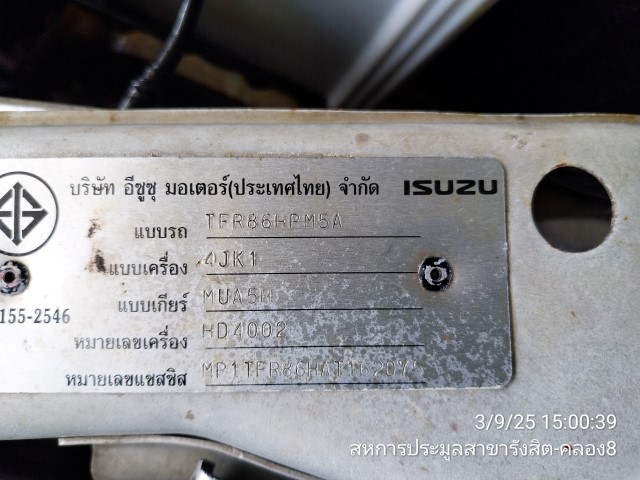 บริษัท อีซูซุ มอเตอร์(ประเทศไทย) จำกัด ISUZU
แบบรถ TFR86HPM5A
แบบเครื่อง 4JK1
แบบเกียร์ MUA5H
155-2546
หมายเลขเครื่อง HD4002
หมายเลขแชสซิส
3/9/25 15:00:39
สหการประมูลสาขารังสิต-คลอง8